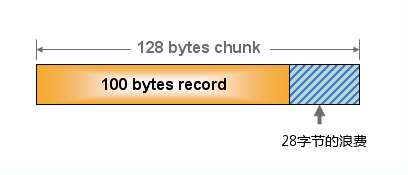 128 bytes chunk
100 bytes record
28字节的浪费